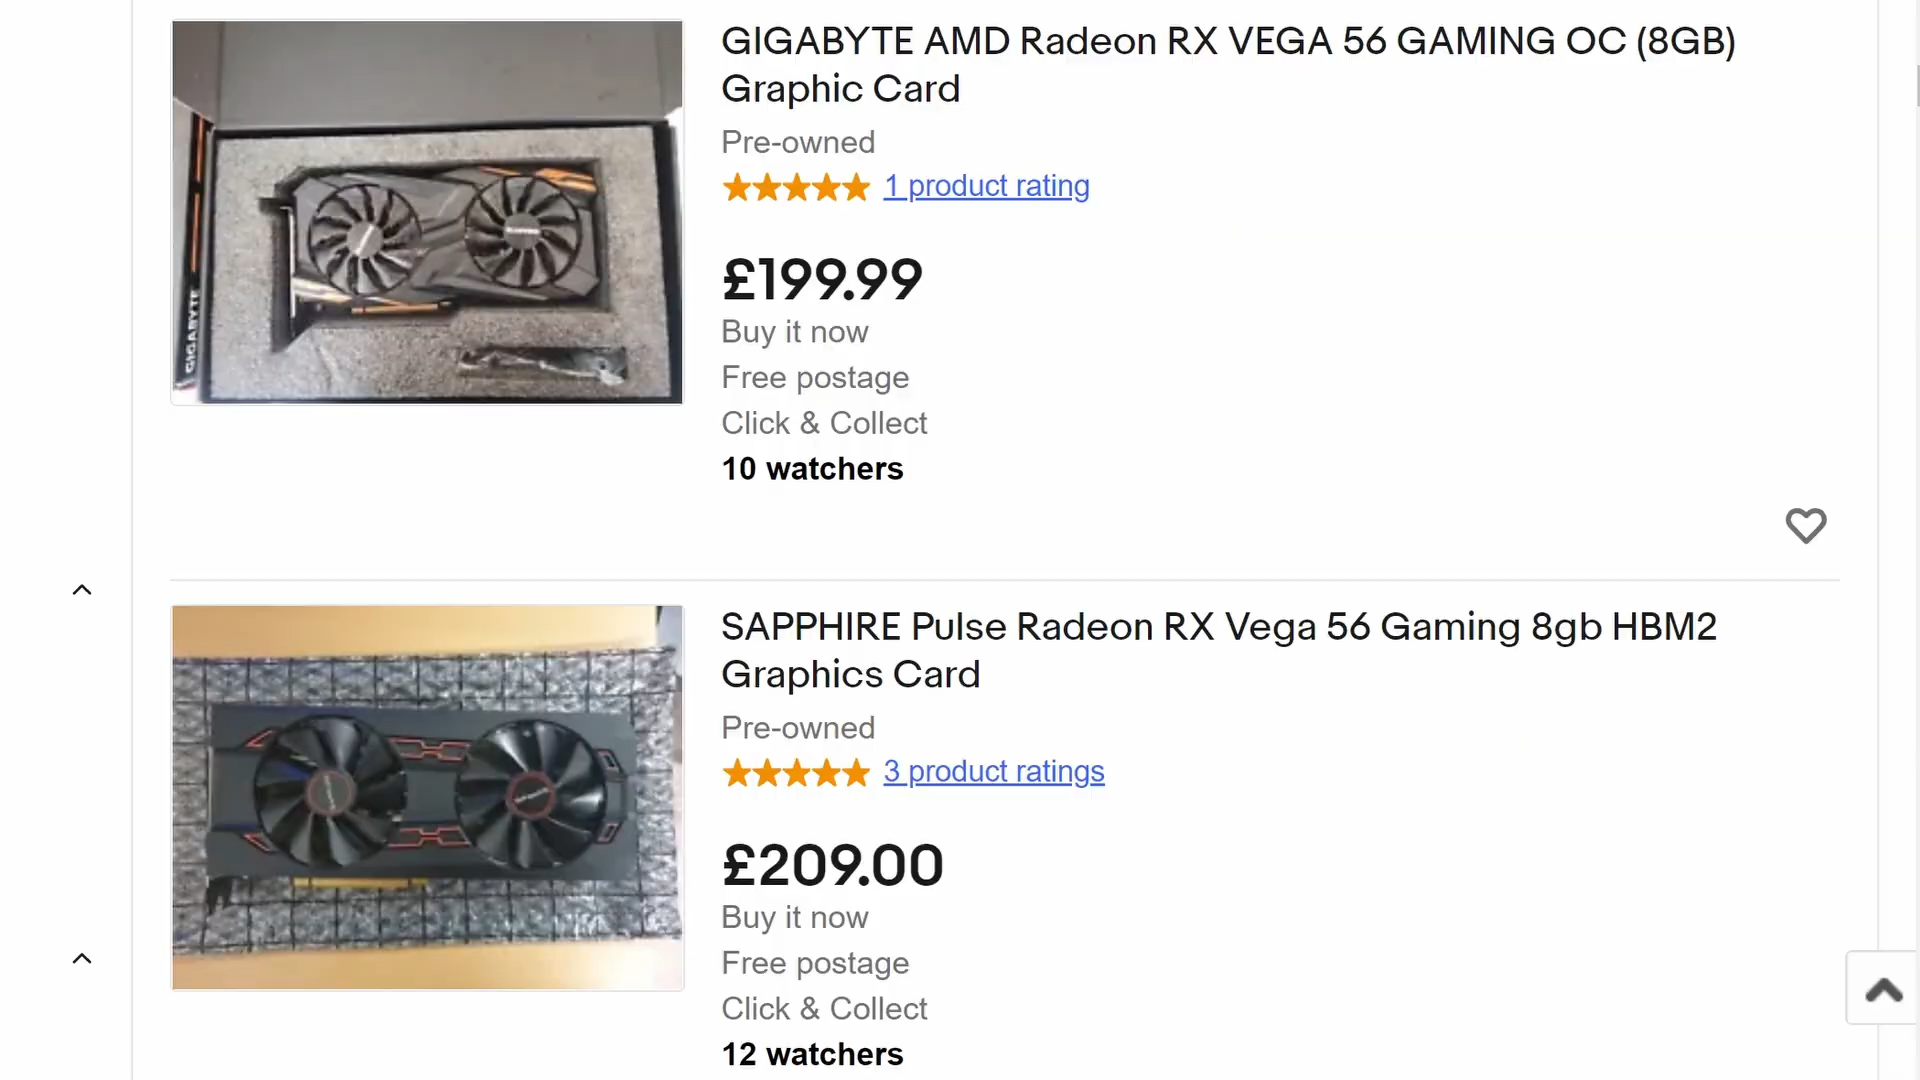 GIGABYTE AMD Radeon RX VEGA 56 GAMING OC (8GB)
Graphic Card
Pre-owned
1 product rating
£199.99
Buy it now
Free postage
Click & Collect
10 watchers
GIGABYTE
SAPPHIRE Pulse Radeon RX Vega 56 Gaming 8gb HBM2
Graphics Card
Pre-owned
3 product ratings
£209.00
Buy it now
Free postage
Click & Collect
12 watchers